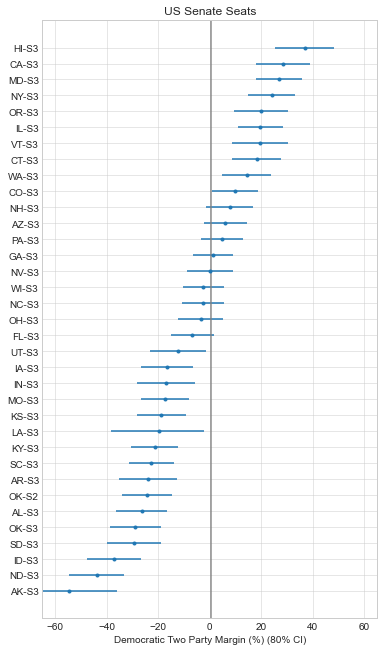 US Senate Seats
HI-S3
CA-S3
MD-S3
NY-S3
OR-S3
IL-S3
VT-S3
CT-S3
WA-S3
CO-S3
NH-S3
AZ-S3
PA-S3
GA-S3
NV-S3
WI-S3
NC-S3
OH-S3
FL-S3
UT-S3
IA-S3
IN-S3
MO-S3
KS-S3
LA-S3
KY-S3
SC-S3
AR-S3
OK-S2
AL-S3
OK-S3
SD-S3
ID-S3
ND-S3
AK-S3
−60 −40 −20 0 20 40 60
Democratic Two Party Margin (%) (80% CI)